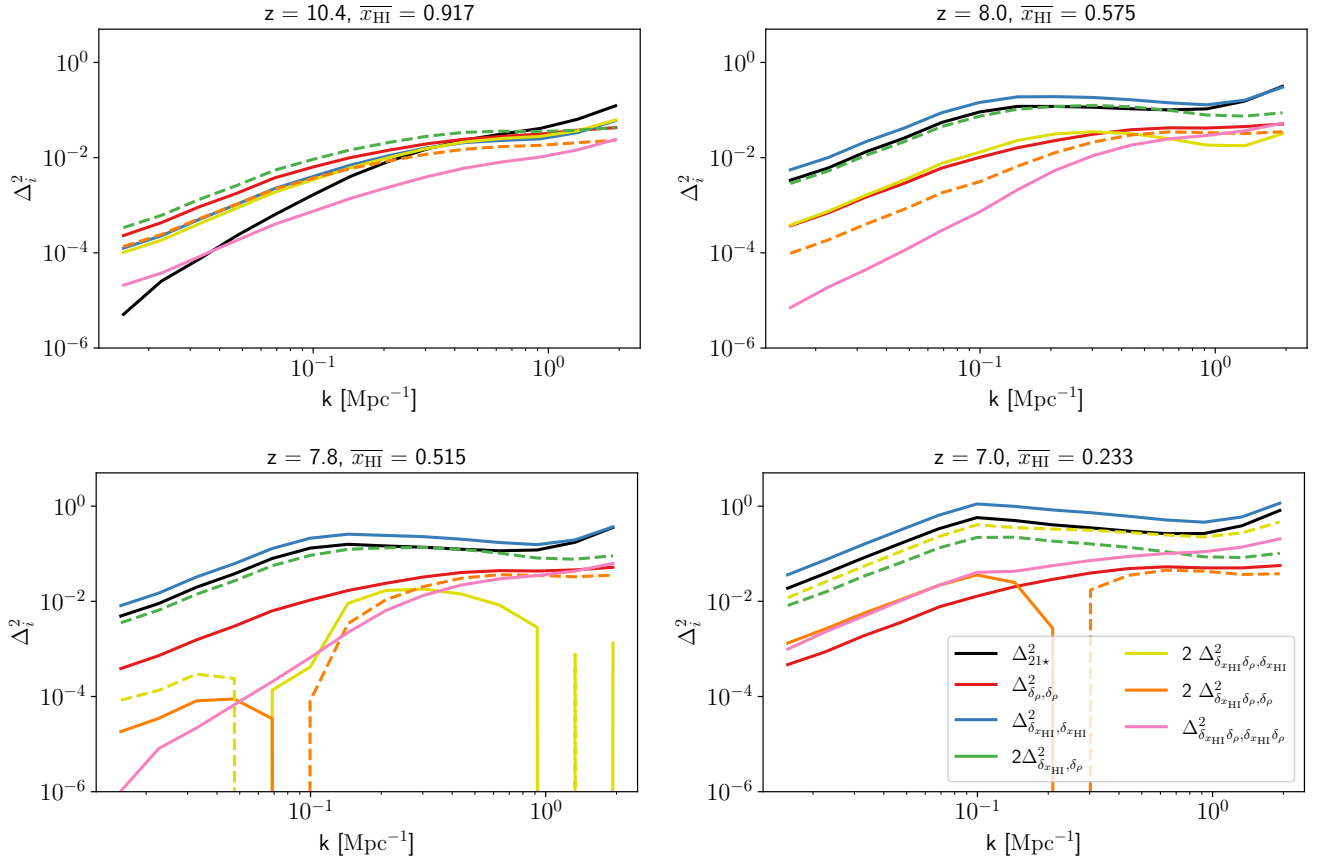 z = 10.4, $\overline{x_{\rm HI}}$ = 0.917
z = 8.0, $\overline{x_{\rm HI}}$ = 0.575
$10^{0}$
$10^{-2}$
$10^{-4}$
$10^{-6}$
$\Delta_i^2$
$10^{-1}$
$10^{0}$
k [Mpc$^{-1}$]
$10^{0}$
$10^{-2}$
$10^{-4}$
$10^{-6}$
$\Delta_i^2$
$10^{-1}$
$10^{0}$
k [Mpc$^{-1}$]
z = 7.8, $\overline{x_{\rm HI}}$ = 0.515
z = 7.0, $\overline{x_{\rm HI}}$ = 0.233
$10^{0}$
$10^{-2}$
$10^{-4}$
$10^{-6}$
$\Delta_i^2$
$10^{-1}$
$10^{0}$
k [Mpc$^{-1}$]
$10^{0}$
$10^{-2}$
$10^{-4}$
$10^{-6}$
$\Delta_i^2$
$10^{-1}$
$10^{0}$
k [Mpc$^{-1}$]
$\Delta^2_{21\star}$
$\Delta^2_{\delta_\rho,\delta_\rho}$
$\Delta^2_{\delta_{x_{\rm HI}},\delta_{x_{\rm HI}}}$
$2\Delta^2_{\delta_{x_{\rm HI}},\delta_\rho}$
$2\ \Delta^2_{\delta_{x_{\rm HI}}\delta_\rho,\delta_{x_{\rm HI}}}$
$2\ \Delta^2_{\delta_{x_{\rm HI}}\delta_\rho,\delta_\rho}$
$\Delta^2_{\delta_{x_{\rm HI}}\delta_\rho,\delta_{x_{\rm HI}}\delta_\rho}$